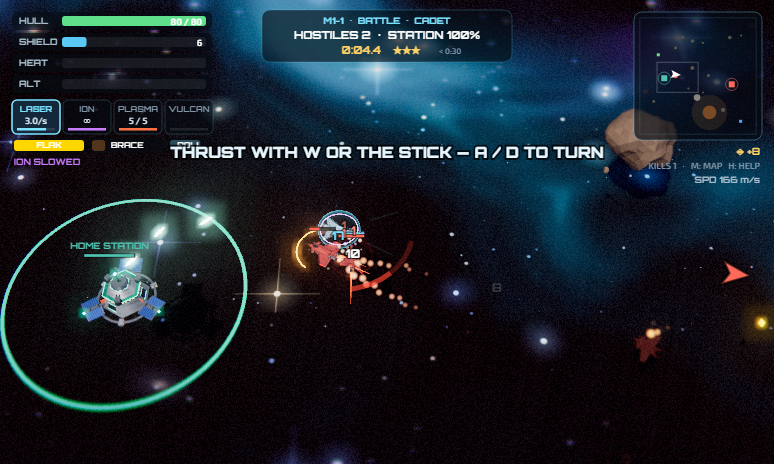 HULL 80 / 80
SHIELD 6
HEAT
ALT
LASER 3.0/s
ION ∞
PLASMA 5 / 5
VULCAN
FLAK
BRACE
ION SLOWED
M1-1 · BATTLE · CADET
HOSTILES 2 · STATION 100%
0:04.4 ★★★ < 0:30
THRUST WITH W OR THE STICK — A / D TO TURN
+8
KILLS 1 · M: MAP H: HELP
SPD 166 m/s
HOME STATION
10